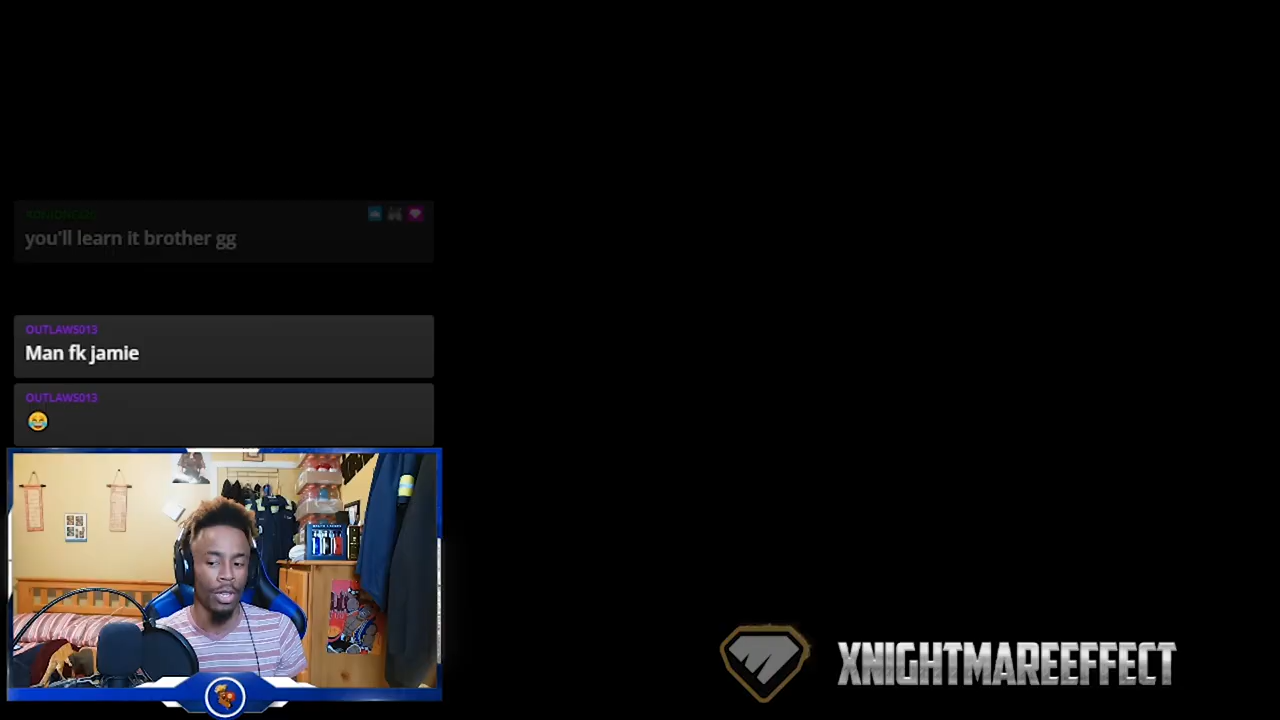 you'll learn it brother gg
OUTLAWS013
Man fk jamie
OUTLAWS013
XNIGHTMAREEFFECT